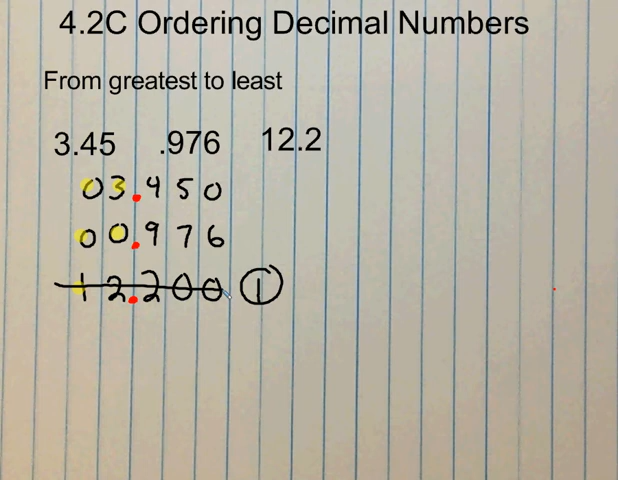 4.2C Ordering Decimal Numbers
From greatest to least
3.45 .976 12.2
03.450
00.976
12.200 1